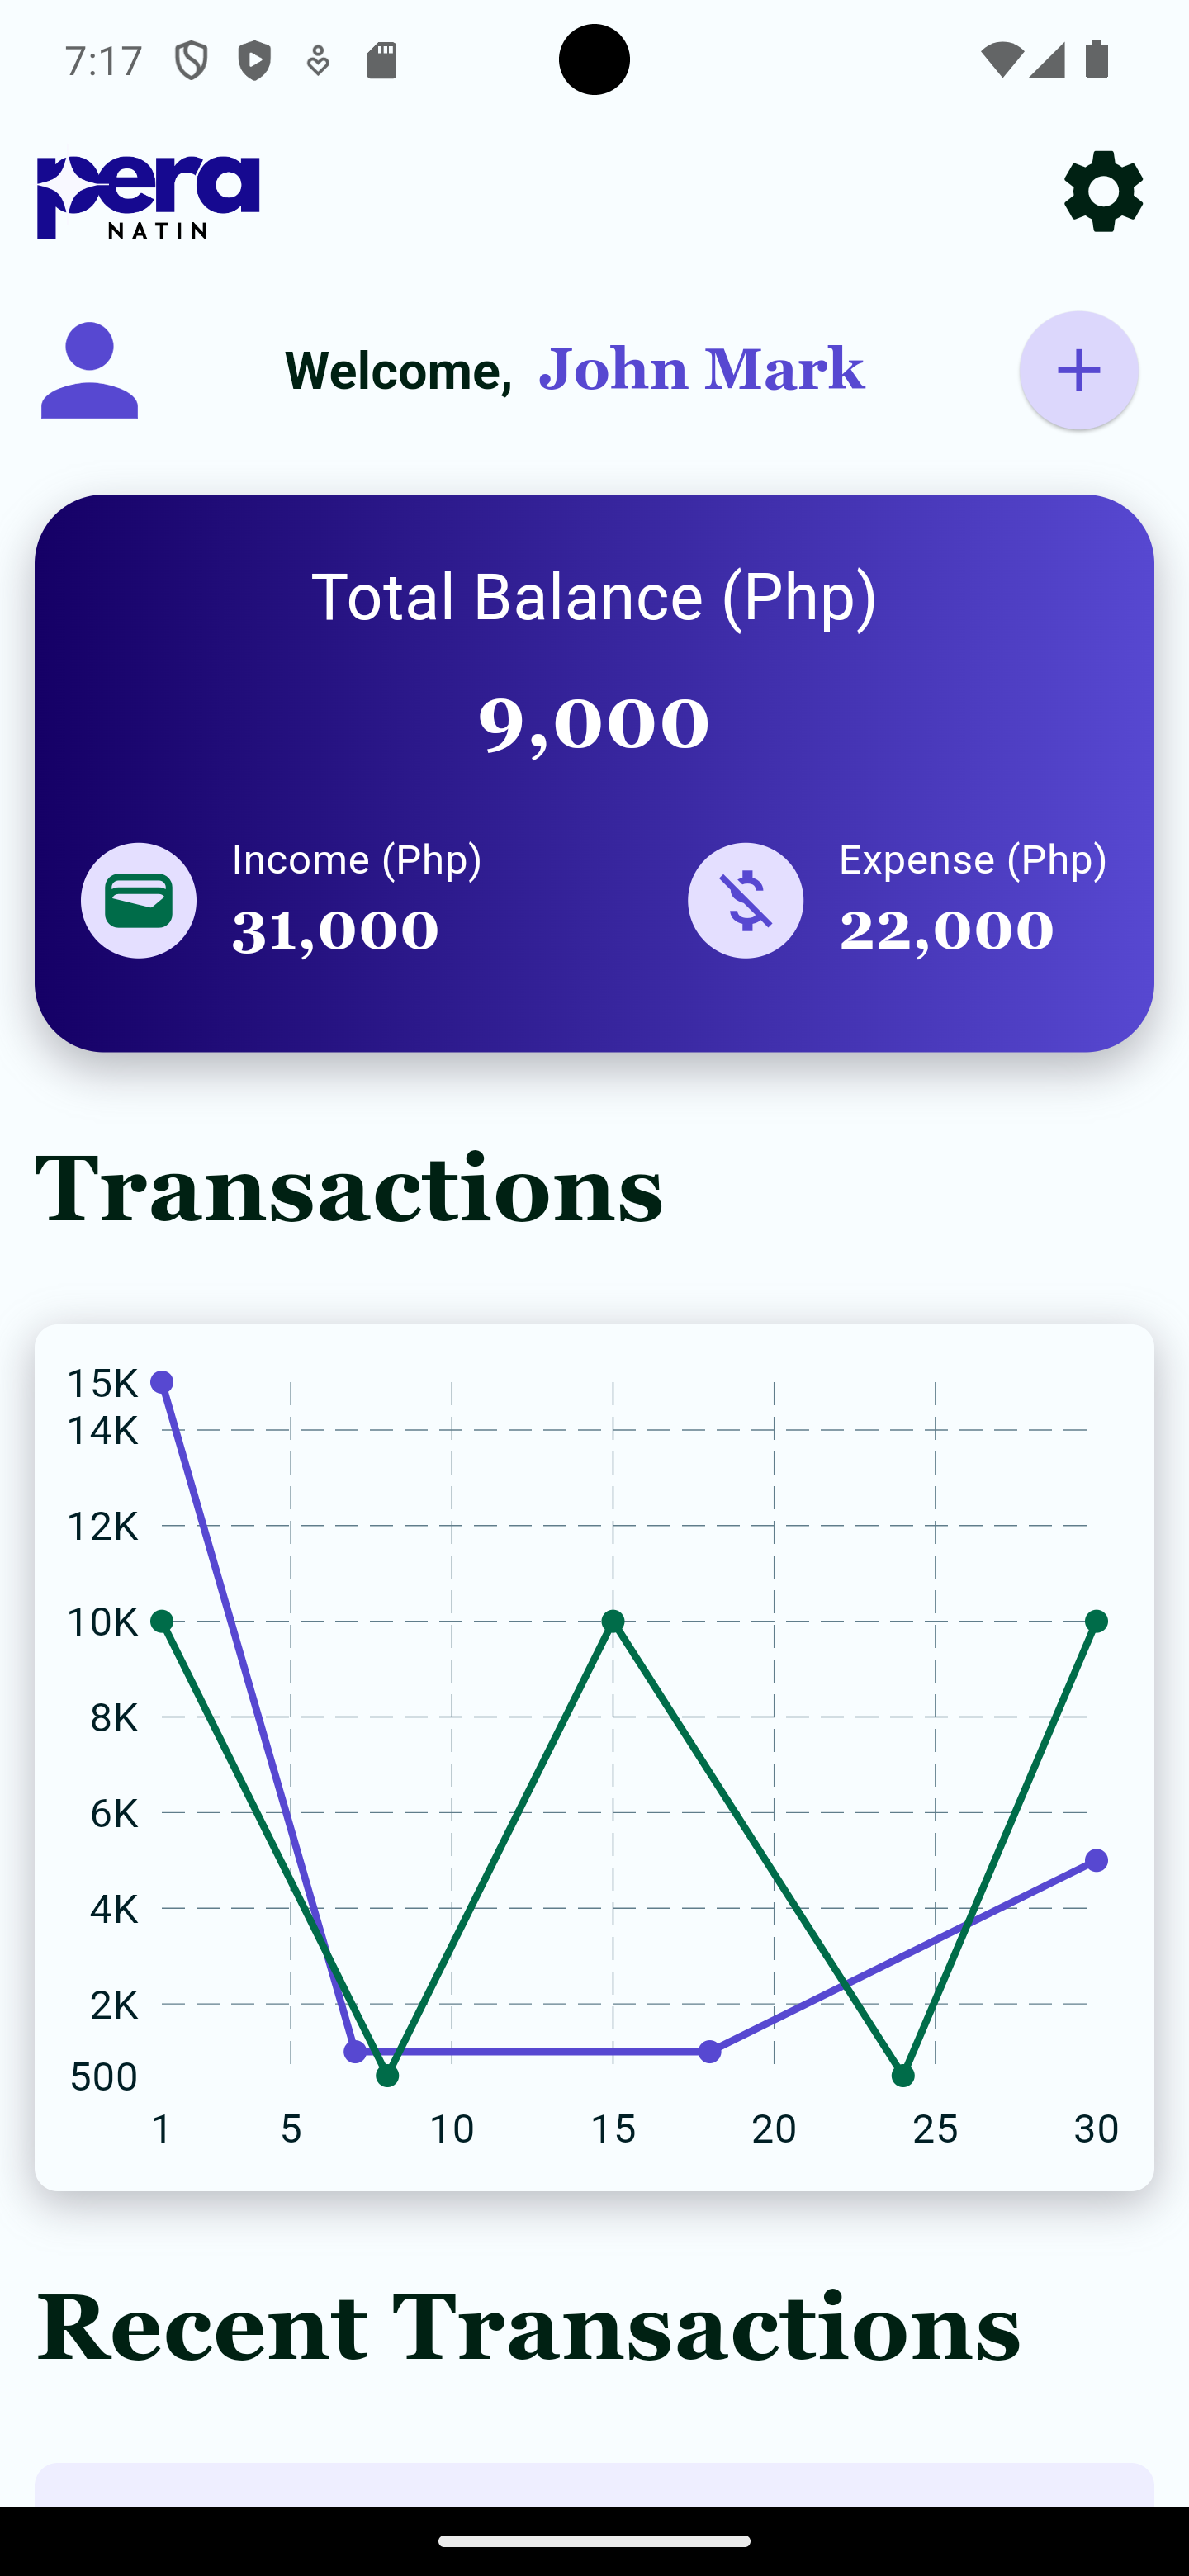 7:17
pera
NATIN
Welcome, John Mark
Total Balance (Php)
9,000
Income (Php)
31,000
Expense (Php)
22,000
Transactions
15K
14K
12K
10K
8K
6K
4K
2K
500
1 5 10 15 20 25 30
Recent Transactions